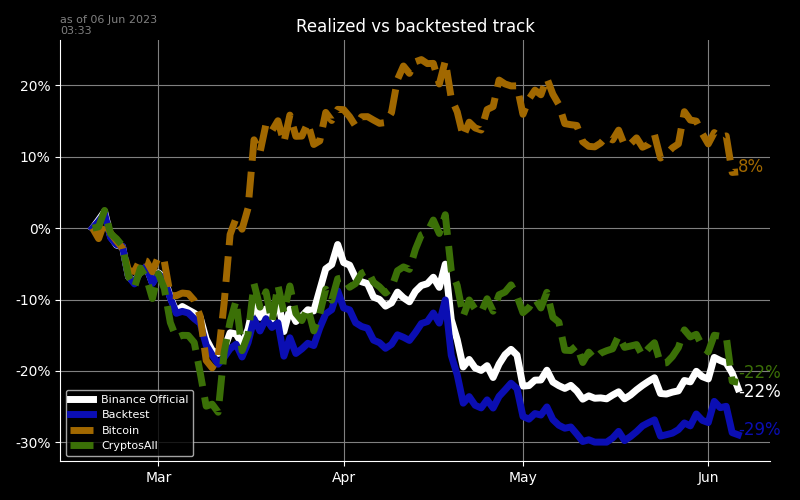 as of 06 Jun 2023
03:33
Realized vs backtested track
20%
10%
0%
-10%
-20%
-30%
8%
-22%
-22%
-29%
Binance Official
Backtest
Bitcoin
CryptosAll
Mar
Apr
May
Jun